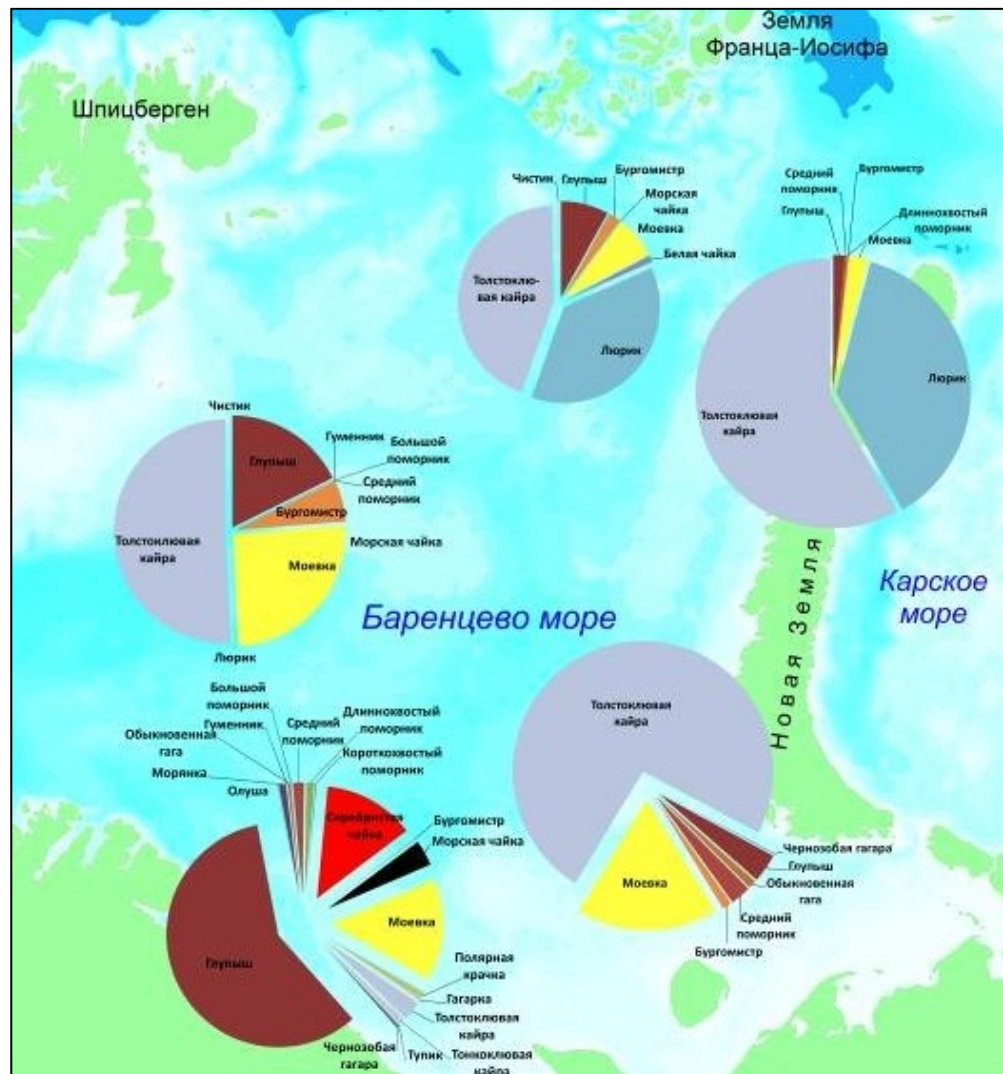 Земля
Франца-Иосифа
Шпицберген
Чистик
Глупыш
Бургомистр
Морская
чайка
Моевка
Белая чайка
Толстоклю-
вая кайра
Люрик
Средний
поморник
Бургомистр
Глупыш
Длиннохвостый
поморник
Моевка
Люрик
Толстоклювая
кайра
Чистик
Глупыш
Гуменник
Большой
поморник
Средний
поморник
Бургомистр
Толстоклювая
кайра
Морская чайка
Моевка
Люрик
Баренцево море
Карское
море
Новая Земля
Большой
поморник
Гуменник
Обыкновенная
гага
Морянка
Олуша
Средний
поморник
Длиннохвостый
поморник
Короткохвостый
поморник
Серебристая
чайка
Бургомистр
Морская чайка
Моевка
Полярная
крачка
Гагарка
Толстоклювая
кайра
Тонкоклювая
кайра
Тупик
Чернозобая
гагара
Глупыш
Толстоклювая
кайра
Чернозобая гагара
Глупыш
Обыкновенная
гага
Средний
поморник
Бургомистр
Моевка